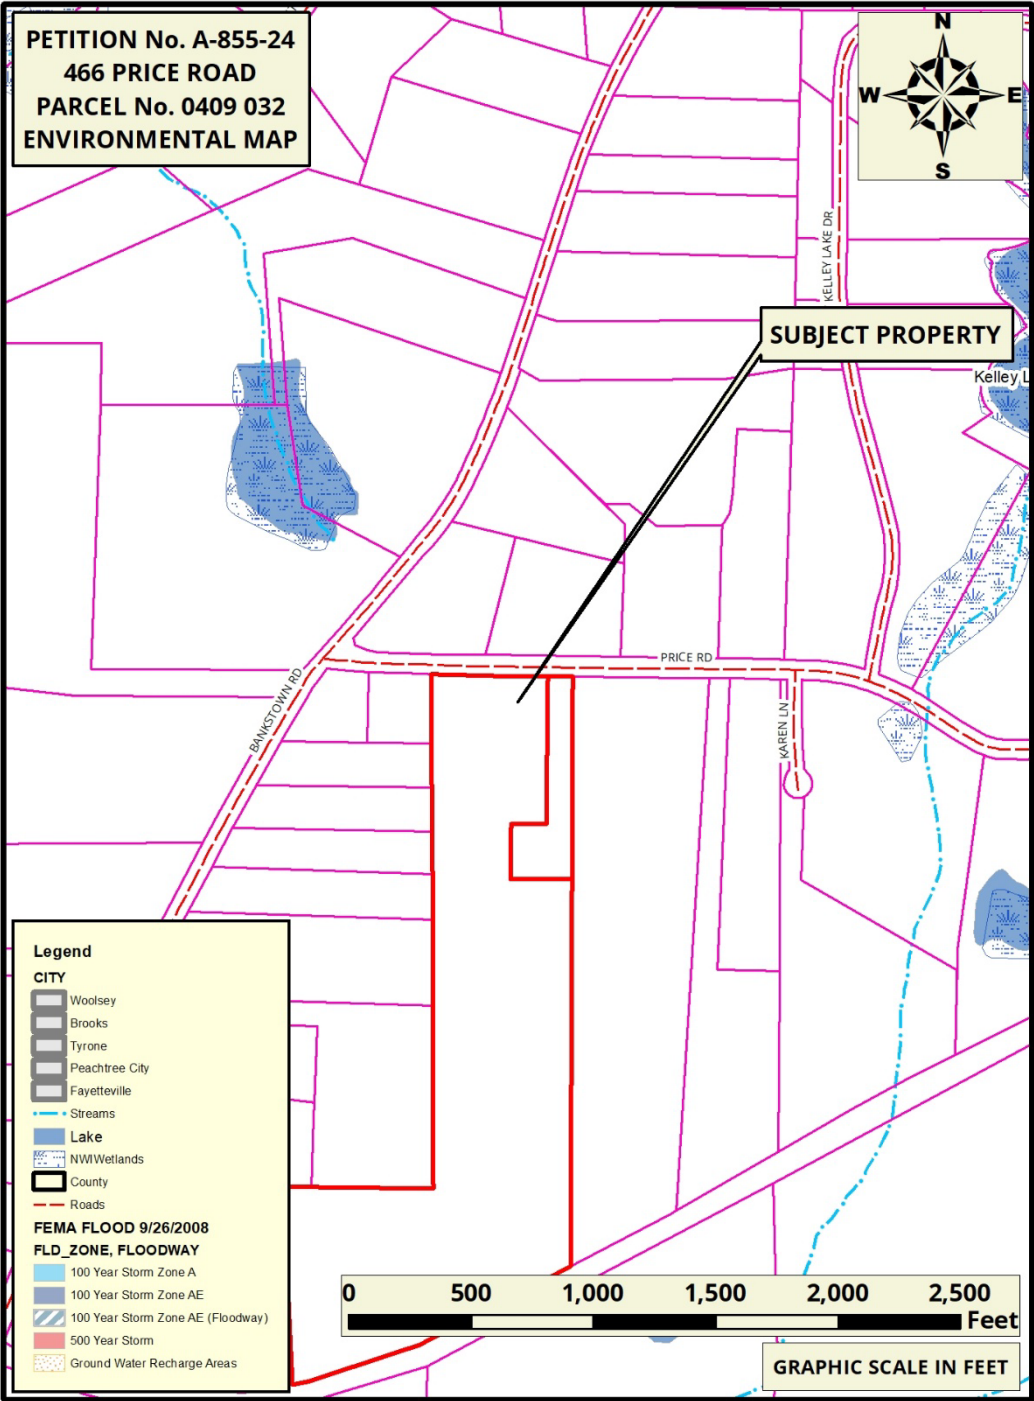 PETITION No. A-855-24
466 PRICE ROAD
PARCEL No. 0409 032
ENVIRONMENTAL MAP
N
W
E
S
KELLEY LAKE DR
SUBJECT PROPERTY
Kelley L
PRICE RD
BANKSTOWN RD
KAREN LN
Legend
CITY
Woolsey
Brooks
Tyrone
Peachtree City
Fayetteville
Streams
Lake
NWIWetlands
County
Roads
FEMA FLOOD 9/26/2008
FLD_ZONE, FLOODWAY
100 Year Storm Zone A
100 Year Storm Zone AE
100 Year Storm Zone AE (Floodway)
500 Year Storm
Ground Water Recharge Areas
0 500 1,000 1,500 2,000 2,500
Feet
GRAPHIC SCALE IN FEET